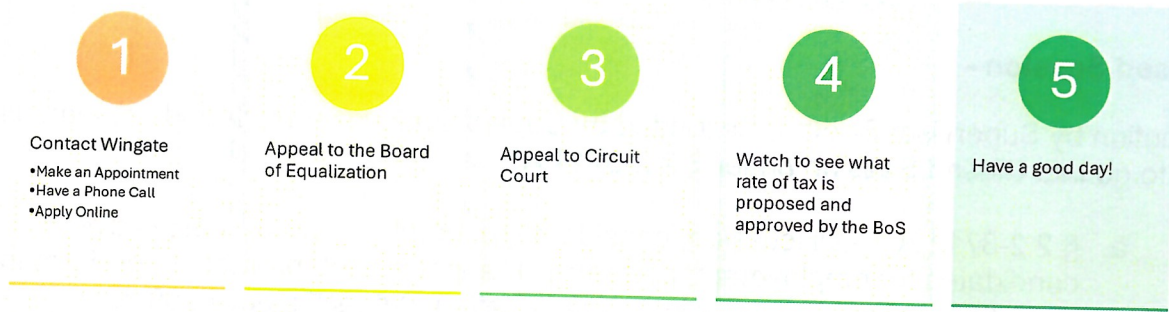 1
Contact Wingate
•Make an Appointment
•Have a Phone Call
•Apply Online
2
Appeal to the Board
of Equalization
3
Appeal to Circuit
Court
4
Watch to see what
rate of tax is
proposed and
approved by the BoS
5
Have a good day!